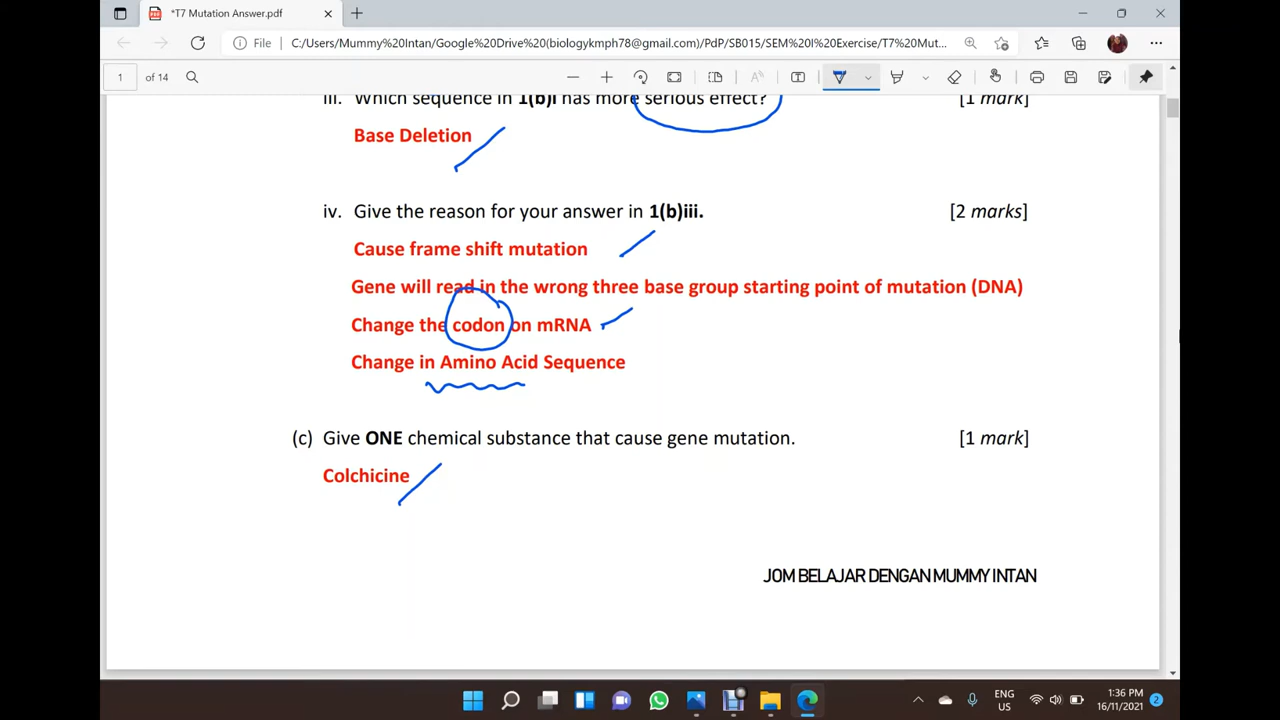 *T7 Mutation Answer.pdf
File
C:/Users/Mummy%20Intan/Google%20Drive%20(biologykmph78@gmail.com)/PdP/SB015/SEM%20I%20Exercise/T7%20Mut...
1 of 14
iii. Which sequence in 1(b)i has more serious effect? [1 mark]
Base Deletion
iv. Give the reason for your answer in 1(b)iii. [2 marks]
Cause frame shift mutation
Gene will read in the wrong three base group starting point of mutation (DNA)
Change the codon on mRNA
Change in Amino Acid Sequence
(c) Give ONE chemical substance that cause gene mutation. [1 mark]
Colchicine
JOM BELAJAR DENGAN MUMMY INTAN
ENG
US
1:36 PM
16/11/2021
2